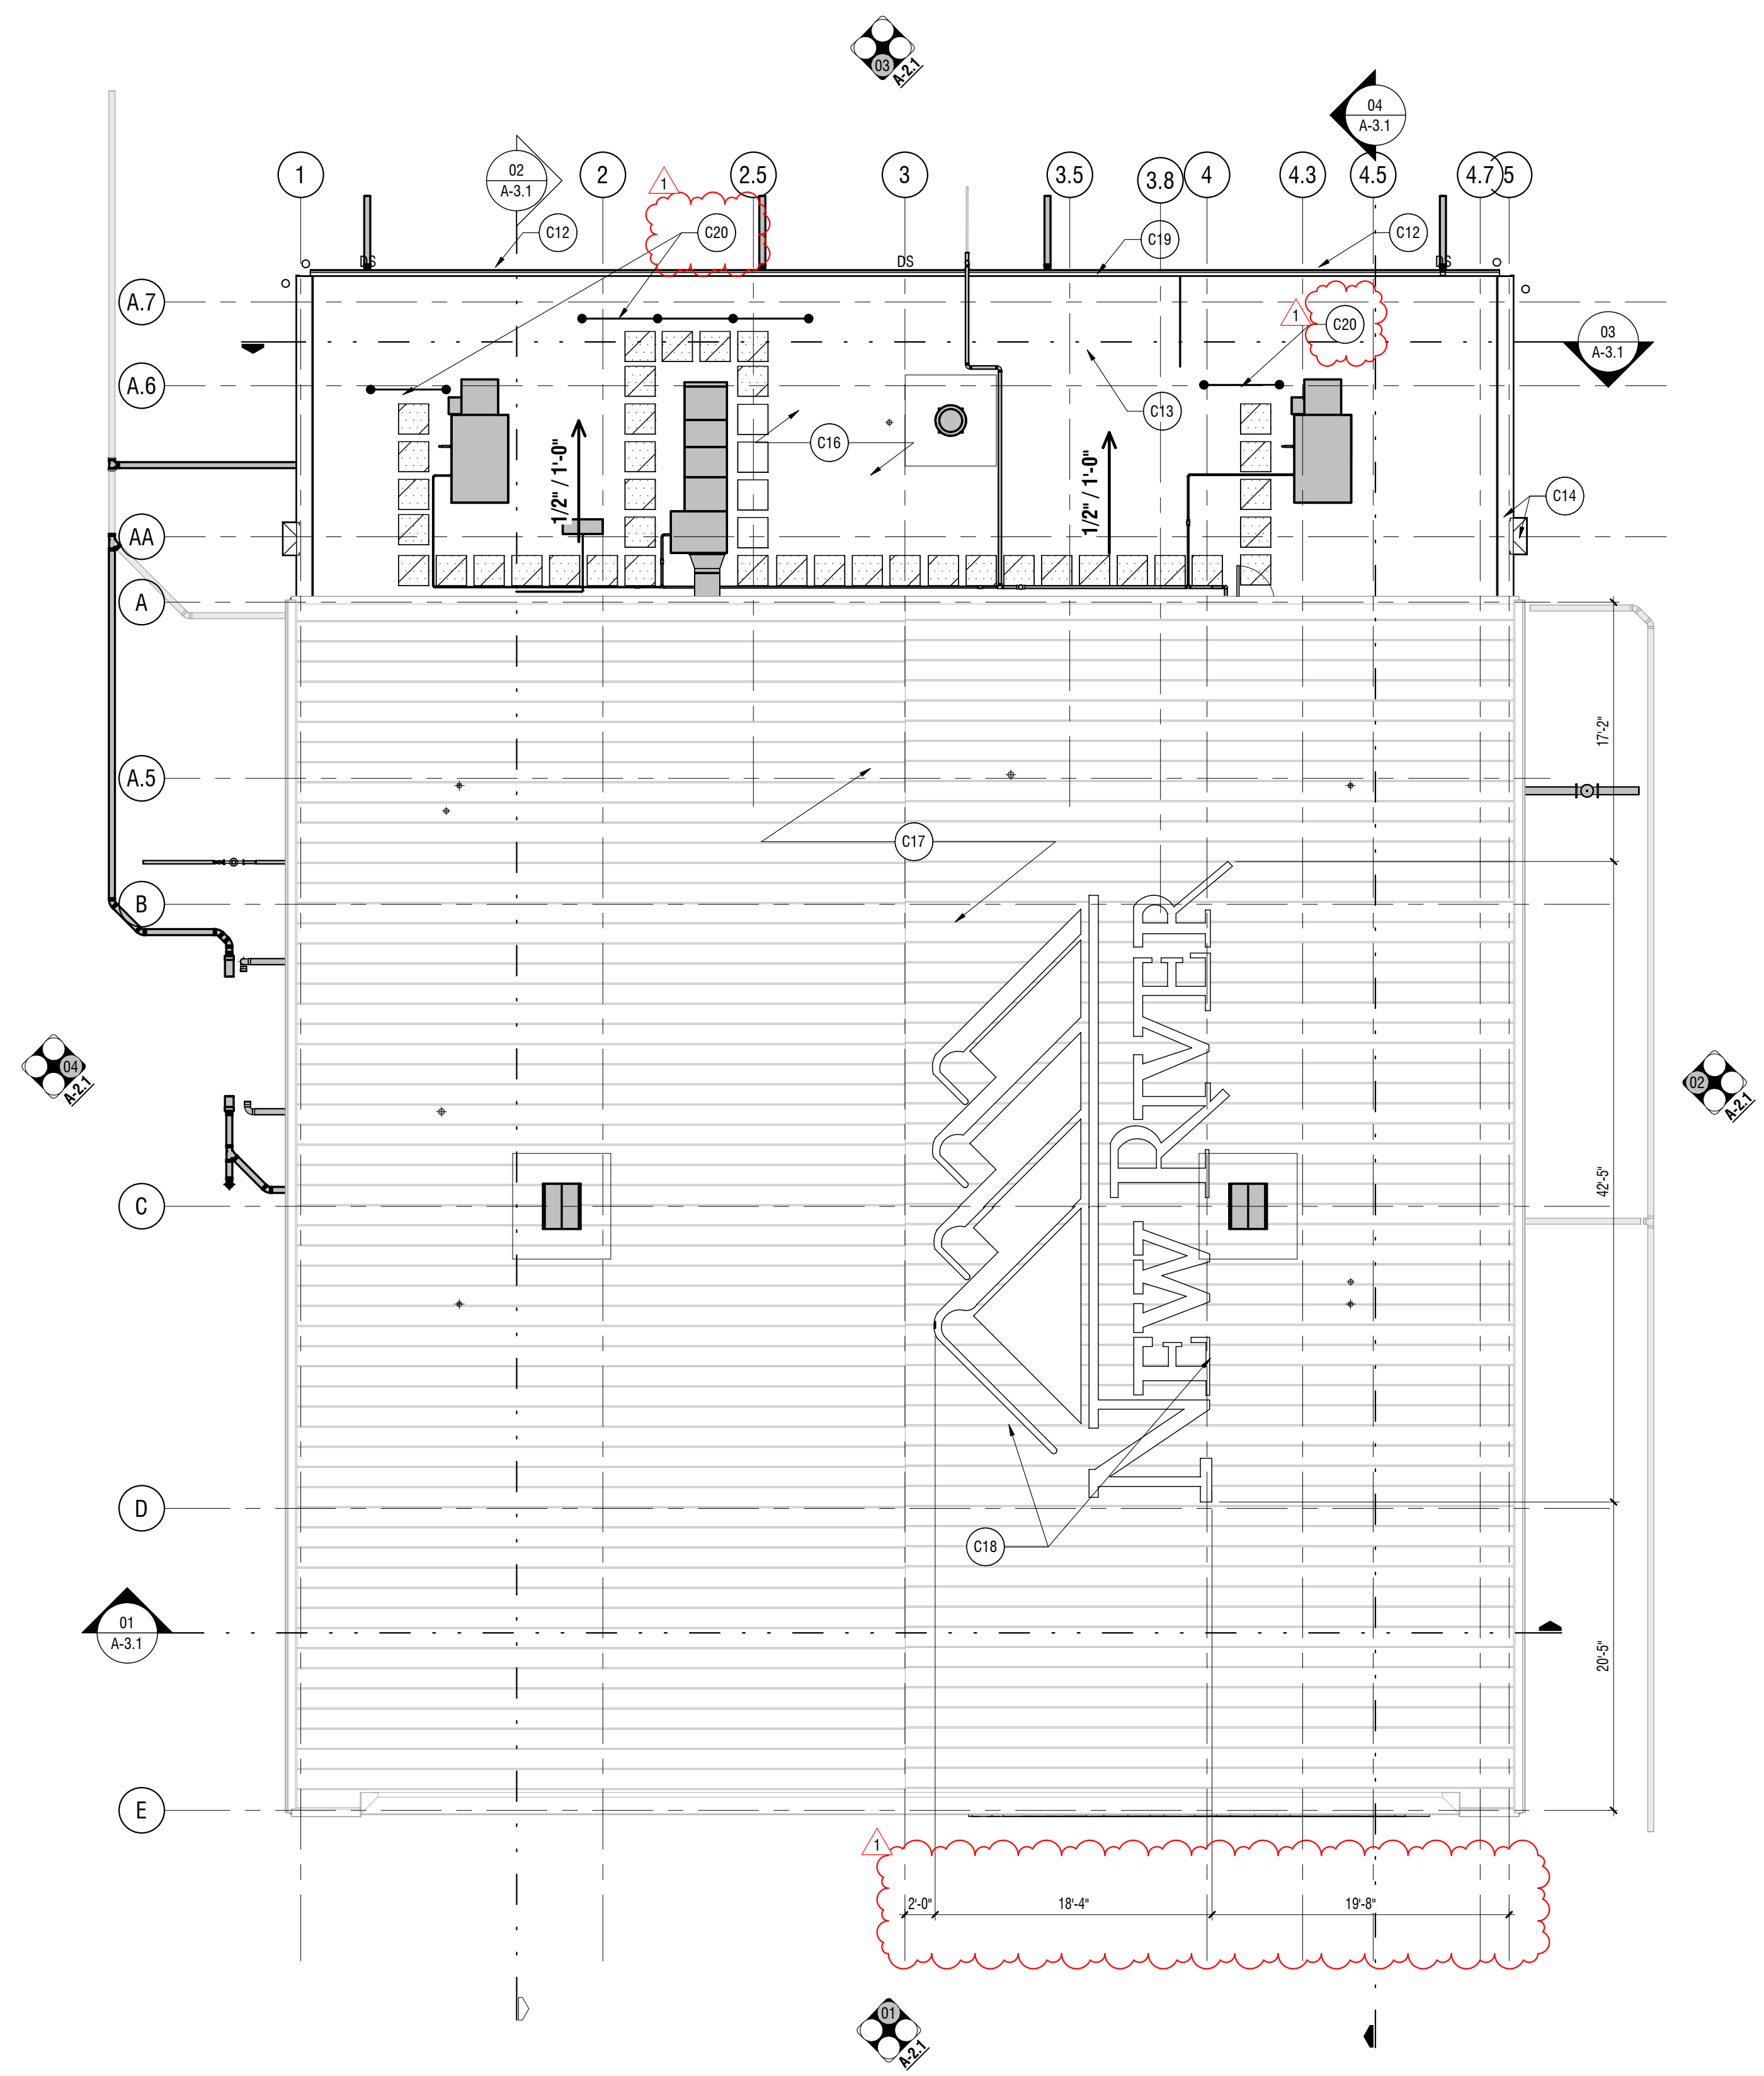 03
A-2.1
04
A-3.1
02
A-3.1
1
2
2.5
3
3.5
3.8
4
4.3
4.5
4.7
5
1
C12
C20
C19
C12
DS
DS
DS
A.7
1
C20
03
A-3.1
A.6
C13
C16
1/2" / 1'-0"
1/2" / 1'-0"
C14
AA
A
17'-2"
A.5
C17
B
04
A-2.1
02
A-2.1
NEW RIVER
C
42'-5"
D
C18
01
A-3.1
20'-5"
E
1
2'-0"
18'-4"
19'-8"
01
A-2.1